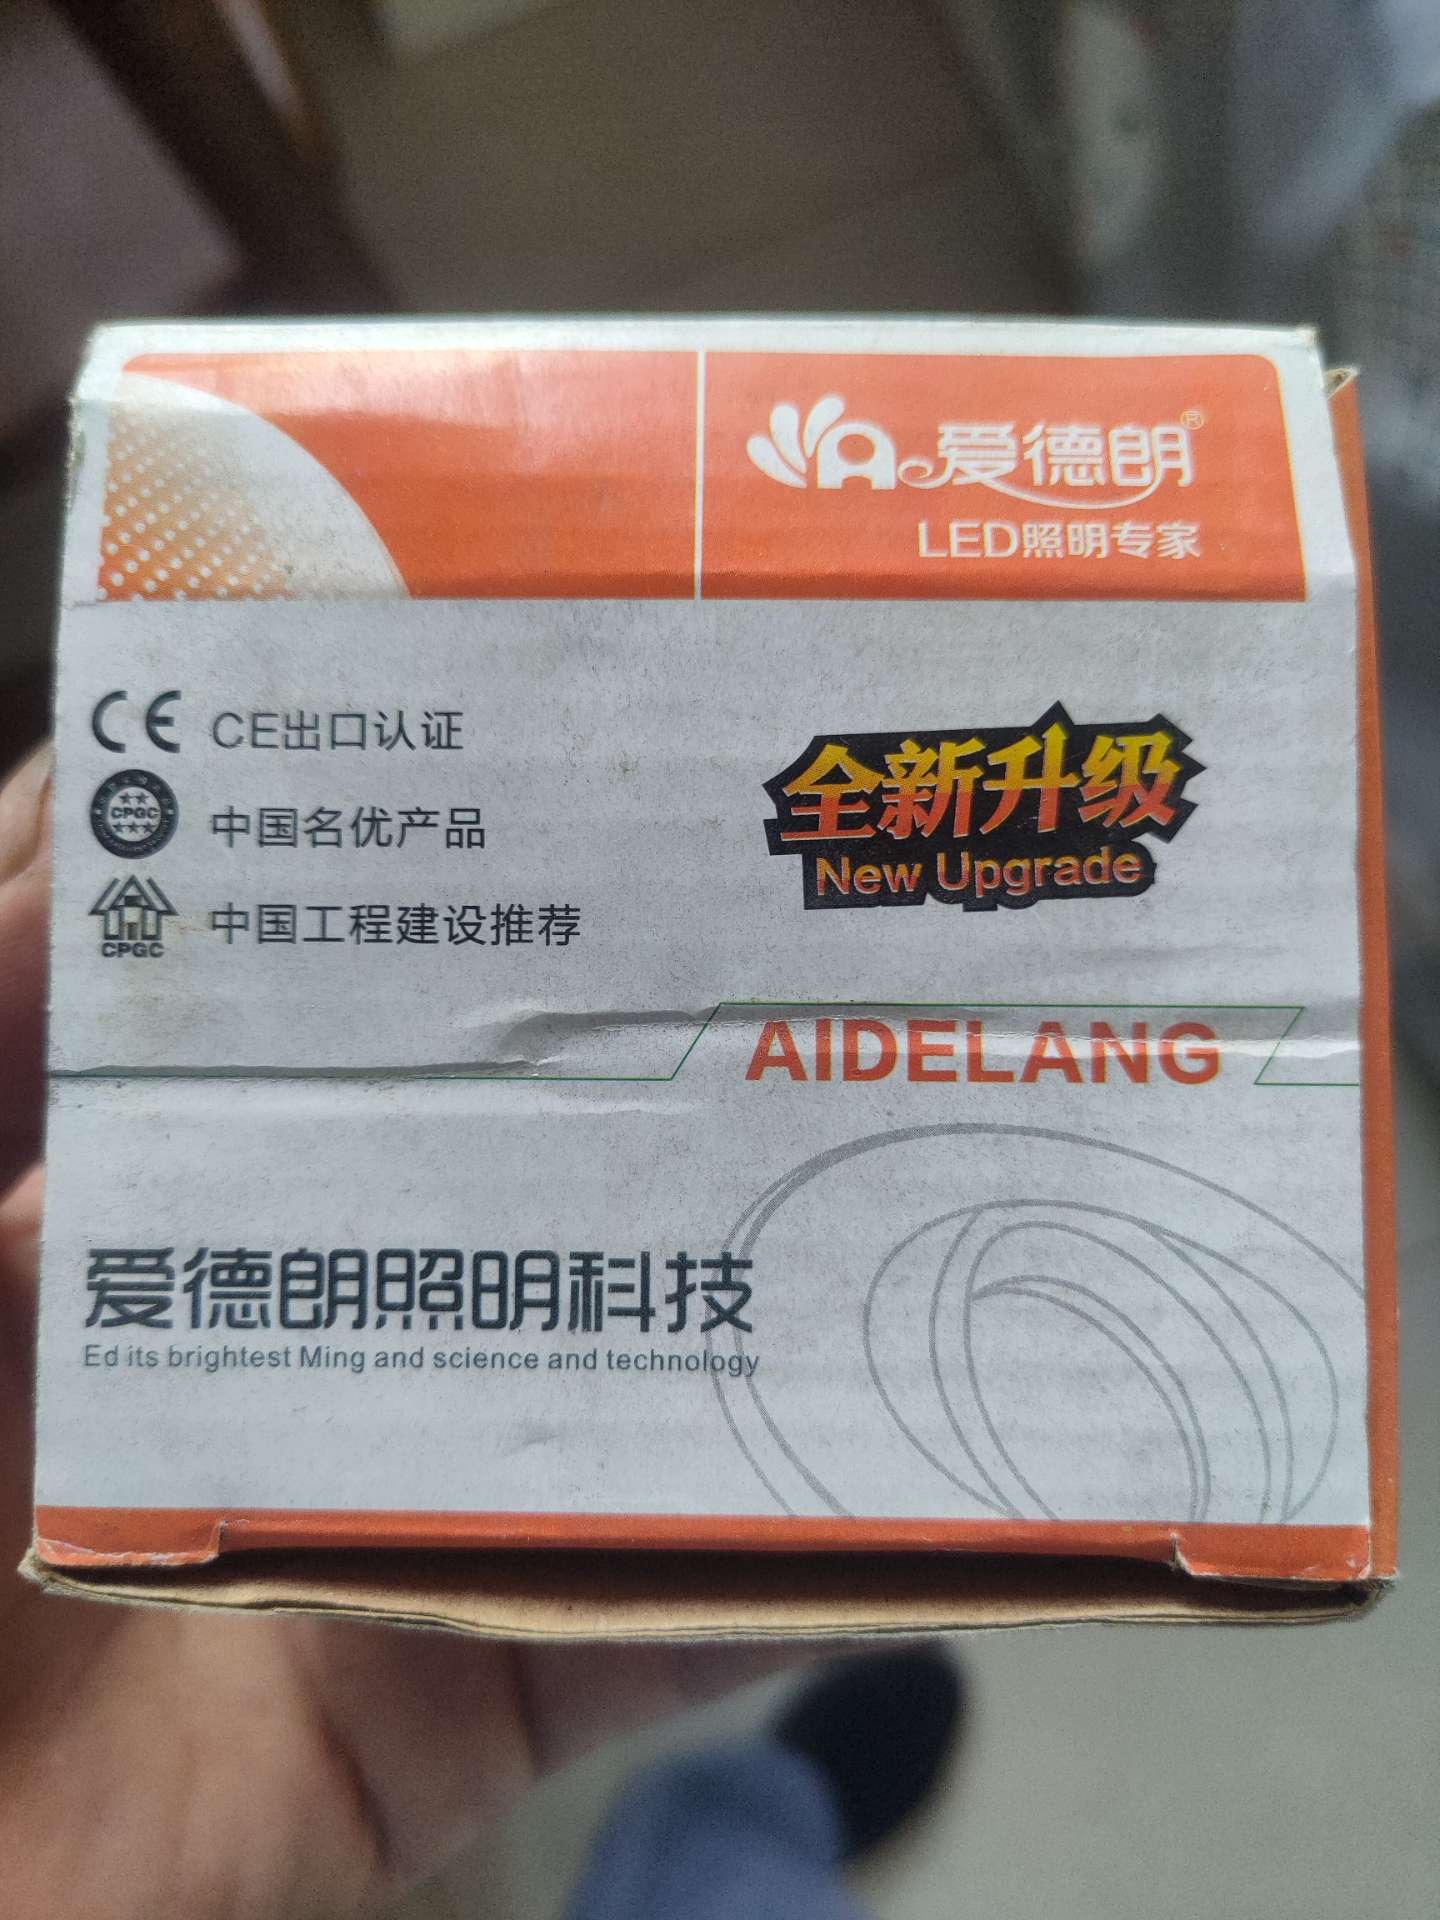 爱德朗®
LED照明专家
CE CE出口认证
CPGC 中国名优产品
CPGC 中国工程建设推荐
全新升级
New Upgrade
AIDELANG
爱德朗照明科技
Ed its brightest Ming and science and technology